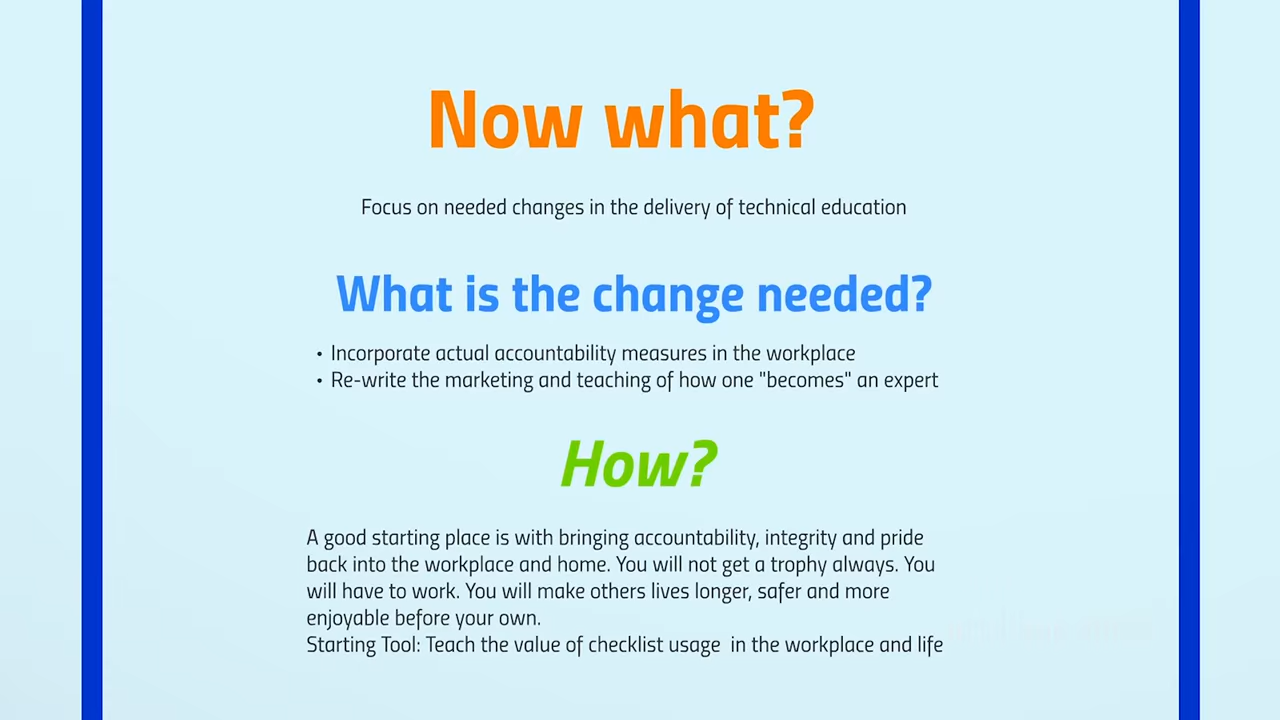 Now what?
Focus on needed changes in the delivery of technical education
What is the change needed?
• Incorporate actual accountability measures in the workplace
• Re-write the marketing and teaching of how one "becomes" an expert
How?
A good starting place is with bringing accountability, integrity and pride
back into the workplace and home. You will not get a trophy always. You
will have to work. You will make others lives longer, safer and more
enjoyable before your own.
Starting Tool: Teach the value of checklist usage  in the workplace and life